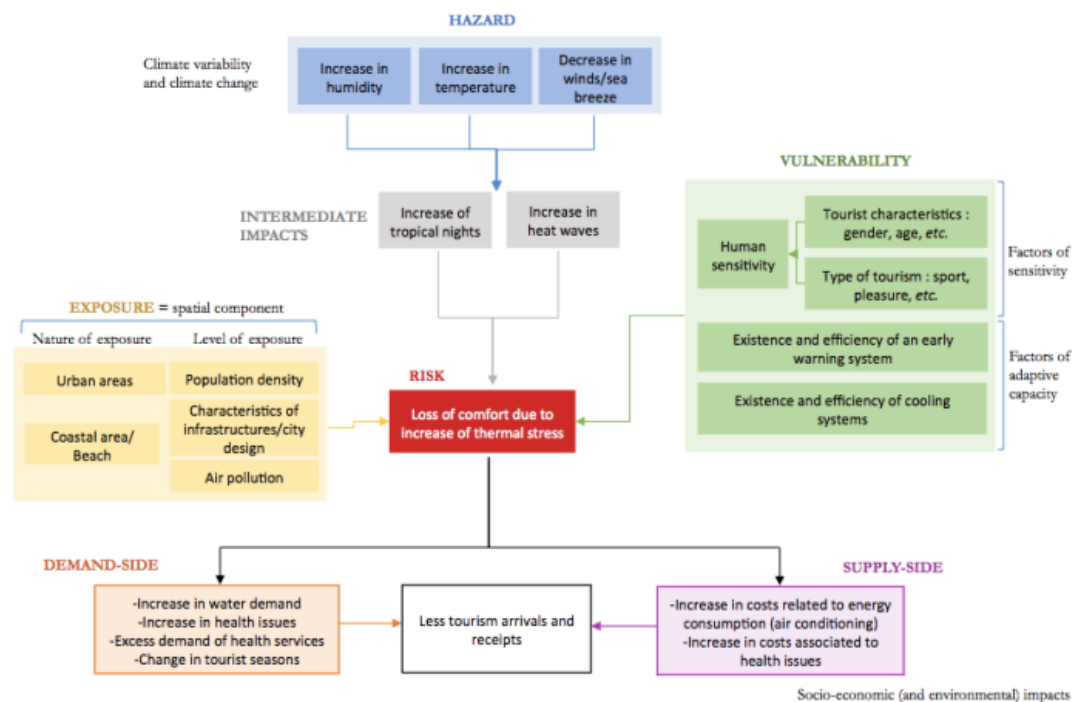 HAZARD
Climate variability
and climate change
Increase in
humidity
Increase in
temperature
Decrease in
winds/sea
breeze
INTERMEDIATE
IMPACTS
Increase of
tropical nights
Increase in
heat waves
VULNERABILITY
Human
sensitivity
Tourist characteristics :
gender, age, etc.
Type of tourism : sport,
pleasure, etc.
Factors of
sensitivity
Existence and efficiency of an early
warning system
Existence and efficiency of cooling
systems
Factors of
adaptive
capacity
EXPOSURE = spatial component
Nature of exposure
Level of exposure
Urban areas
Population density
Coastal area/
Beach
Characteristics of
infrastructures/city
design
Air pollution
RISK
Loss of comfort due to
increase of thermal stress
DEMAND-SIDE
-Increase in water demand
-Increase in health issues
-Excess demand of health services
-Change in tourist seasons
Less tourism arrivals and
receipts
SUPPLY-SIDE
-Increase in costs related to energy
consumption (air conditioning)
-Increase in costs associated to
health issues
Socio-economic (and environmental) impacts